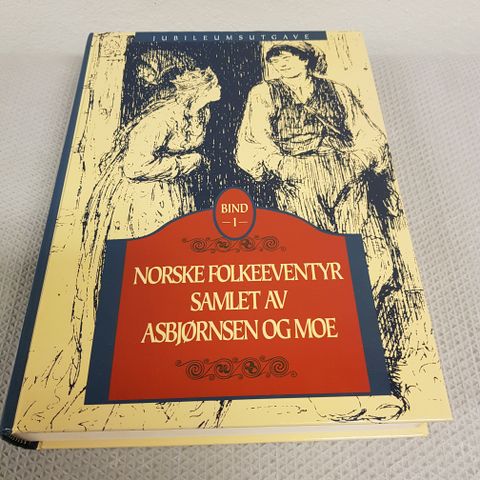 JUBILEUMSUTGAVE
BIND
–1–
NORSKE FOLKEEVENTYR
SAMLET AV
ASBJØRNSEN OG MOE